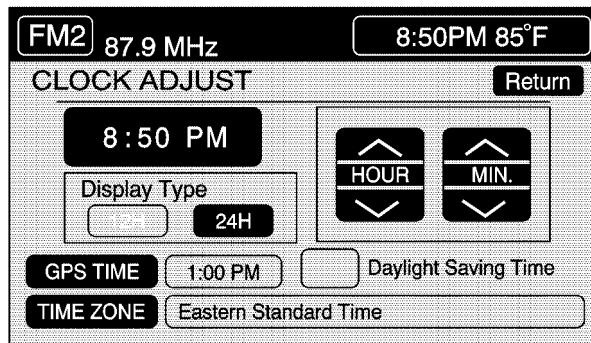 FM2 87.9 MHz 8:50PM 85°F
CLOCK ADJUST Return
8:50 PM
HOUR MIN.
Display Type
12H 24H
GPS TIME 1:00 PM Daylight Saving Time
TIME ZONE Eastern Standard Time